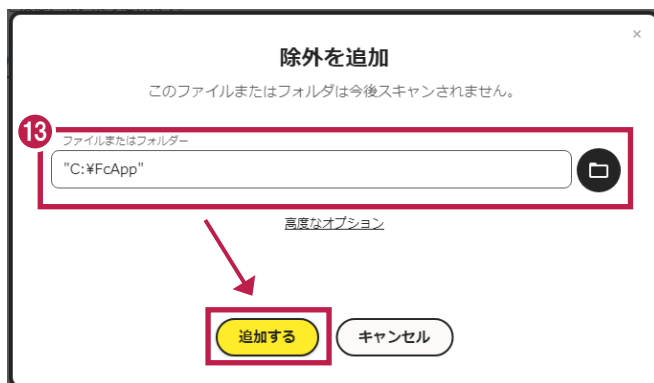 ×
除外を追加
このファイルまたはフォルダは今後スキャンされません。
13
ファイルまたはフォルダー
"C:¥FcApp"
高度なオプション
追加する
キャンセル